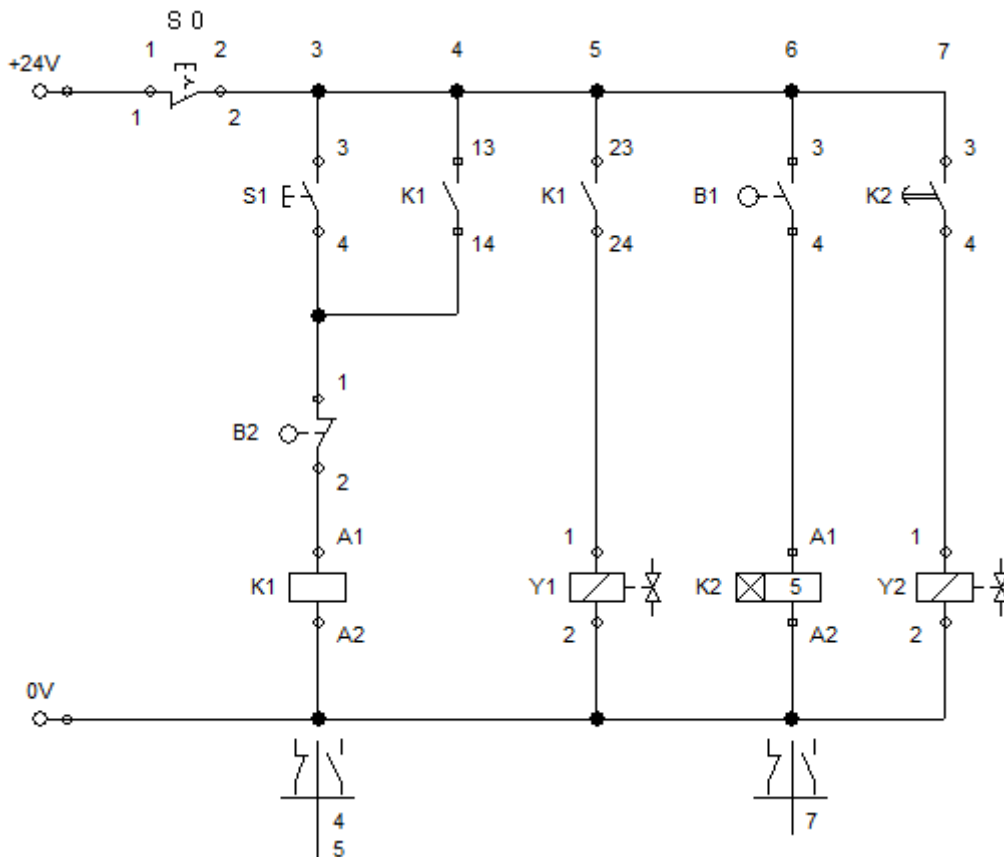 S 0
1 2 3 4 5 6 7
+24V
1 2
3 13 23 3 3
S1 K1 K1 B1 K2
4 14 24 4 4
1
B2
2
A1 1 A1 1
K1 Y1 K2 5 Y2
A2 2 A2 2
0V
4 7
5